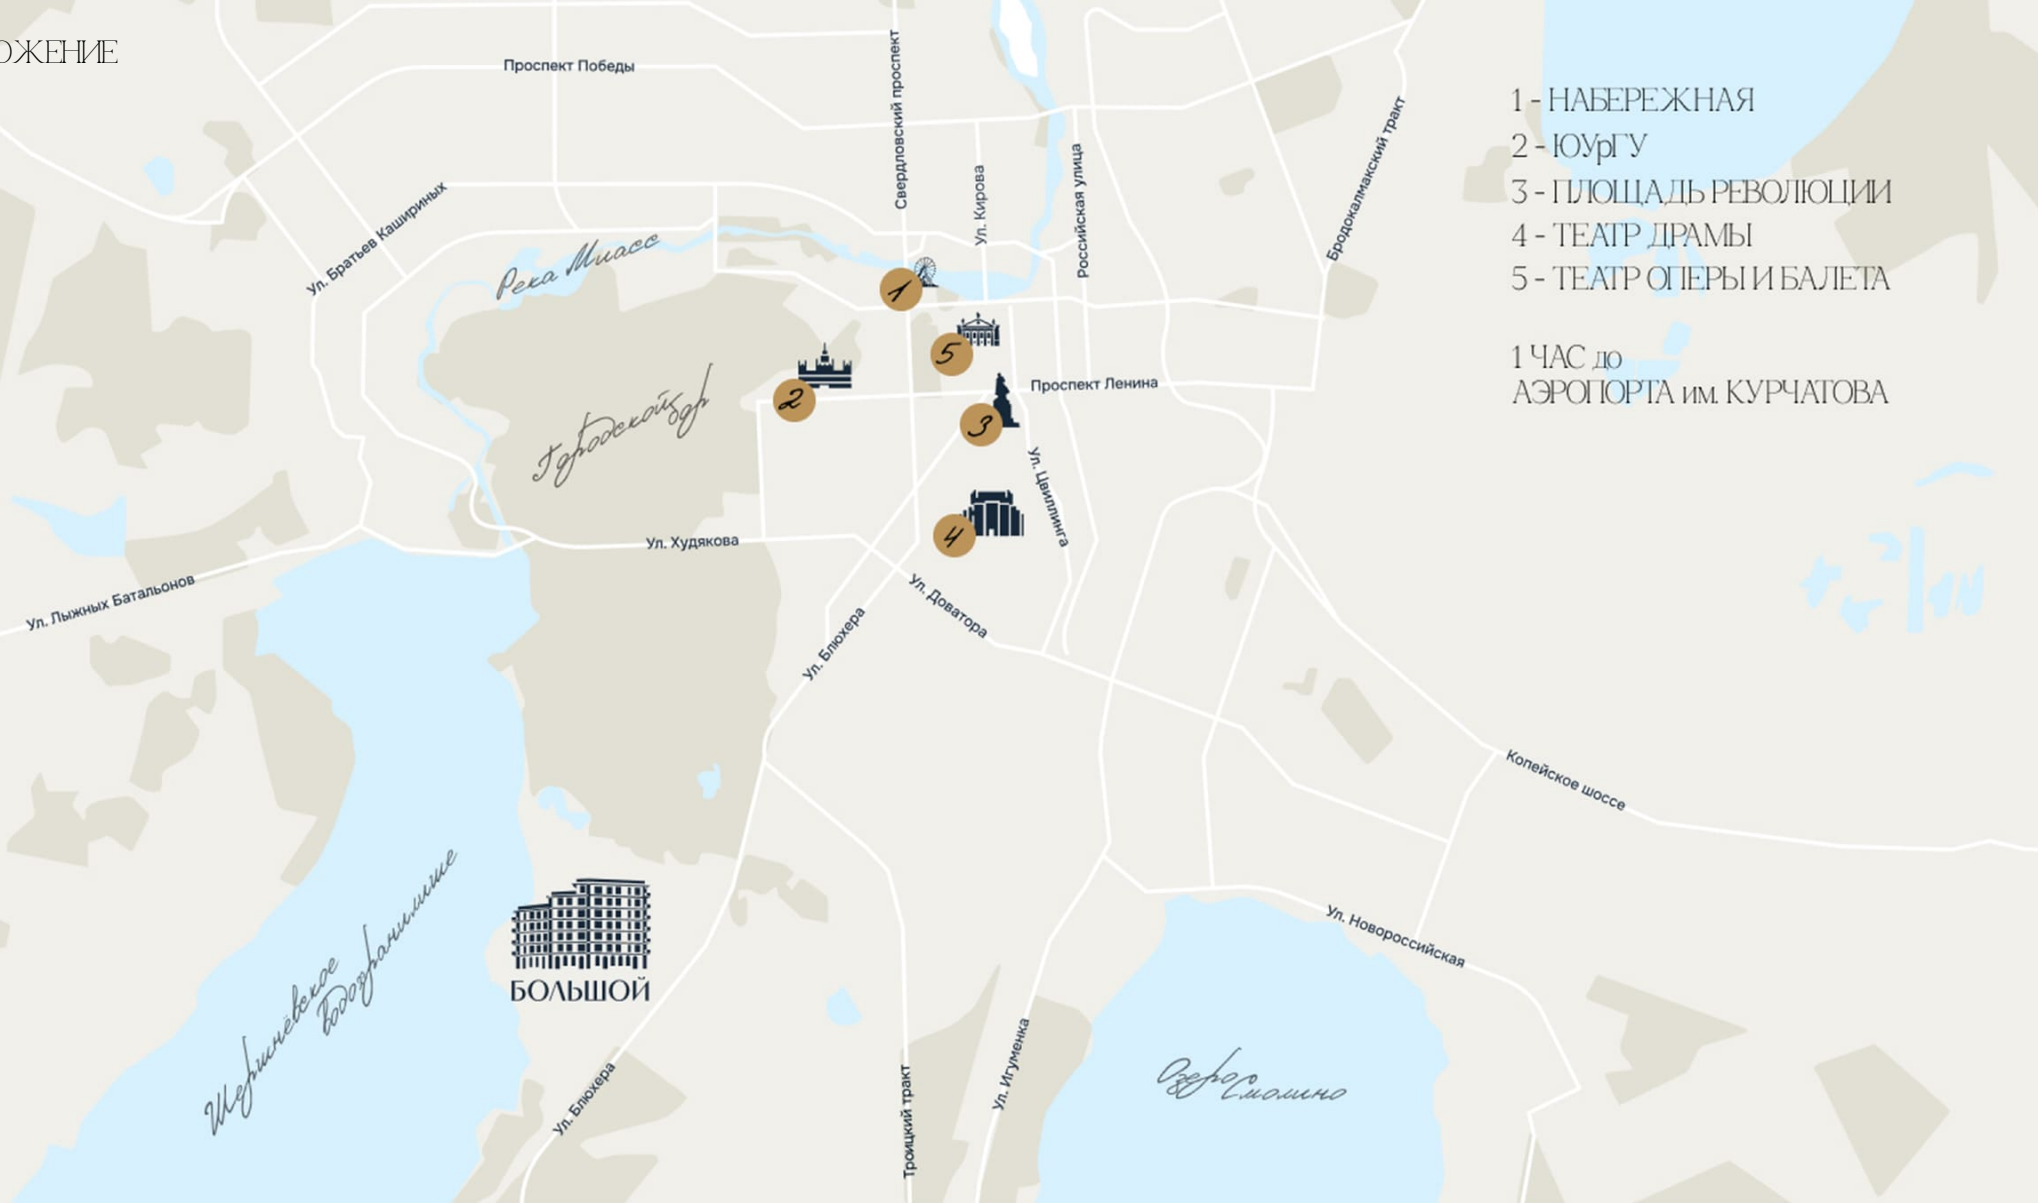 ОЖЕНИЕ
Проспект Победы
Свердловский проспект
Ул. Кирова
Российская улица
Бродокалмакский тракт
1 - НАБЕРЕЖНАЯ
2 - ЮУрГУ
3 - ПЛОЩАДЬ РЕВОЛЮЦИИ
4 - ТЕАТР ДРАМЫ
5 - ТЕАТР ОПЕРЫ И БАЛЕТА
1 ЧАС до
АЭРОПОРТА им. КУРЧАТОВА
Ул. Братьев Кашириных
Река Миасс
1
5
2
Проспект Ленина
3
Городской бор
Ул. Цвиллинга
4
Ул. Худякова
Ул. Лыжных Батальонов
Ул. Доватора
Ул. Блюхера
Копейское шоссе
Шершнёвское
водохранилище
БОЛЬШОЙ
Ул. Новороссийская
Ул. Блюхера
Троицкий тракт
Ул. Игуменка
Озеро Смолино